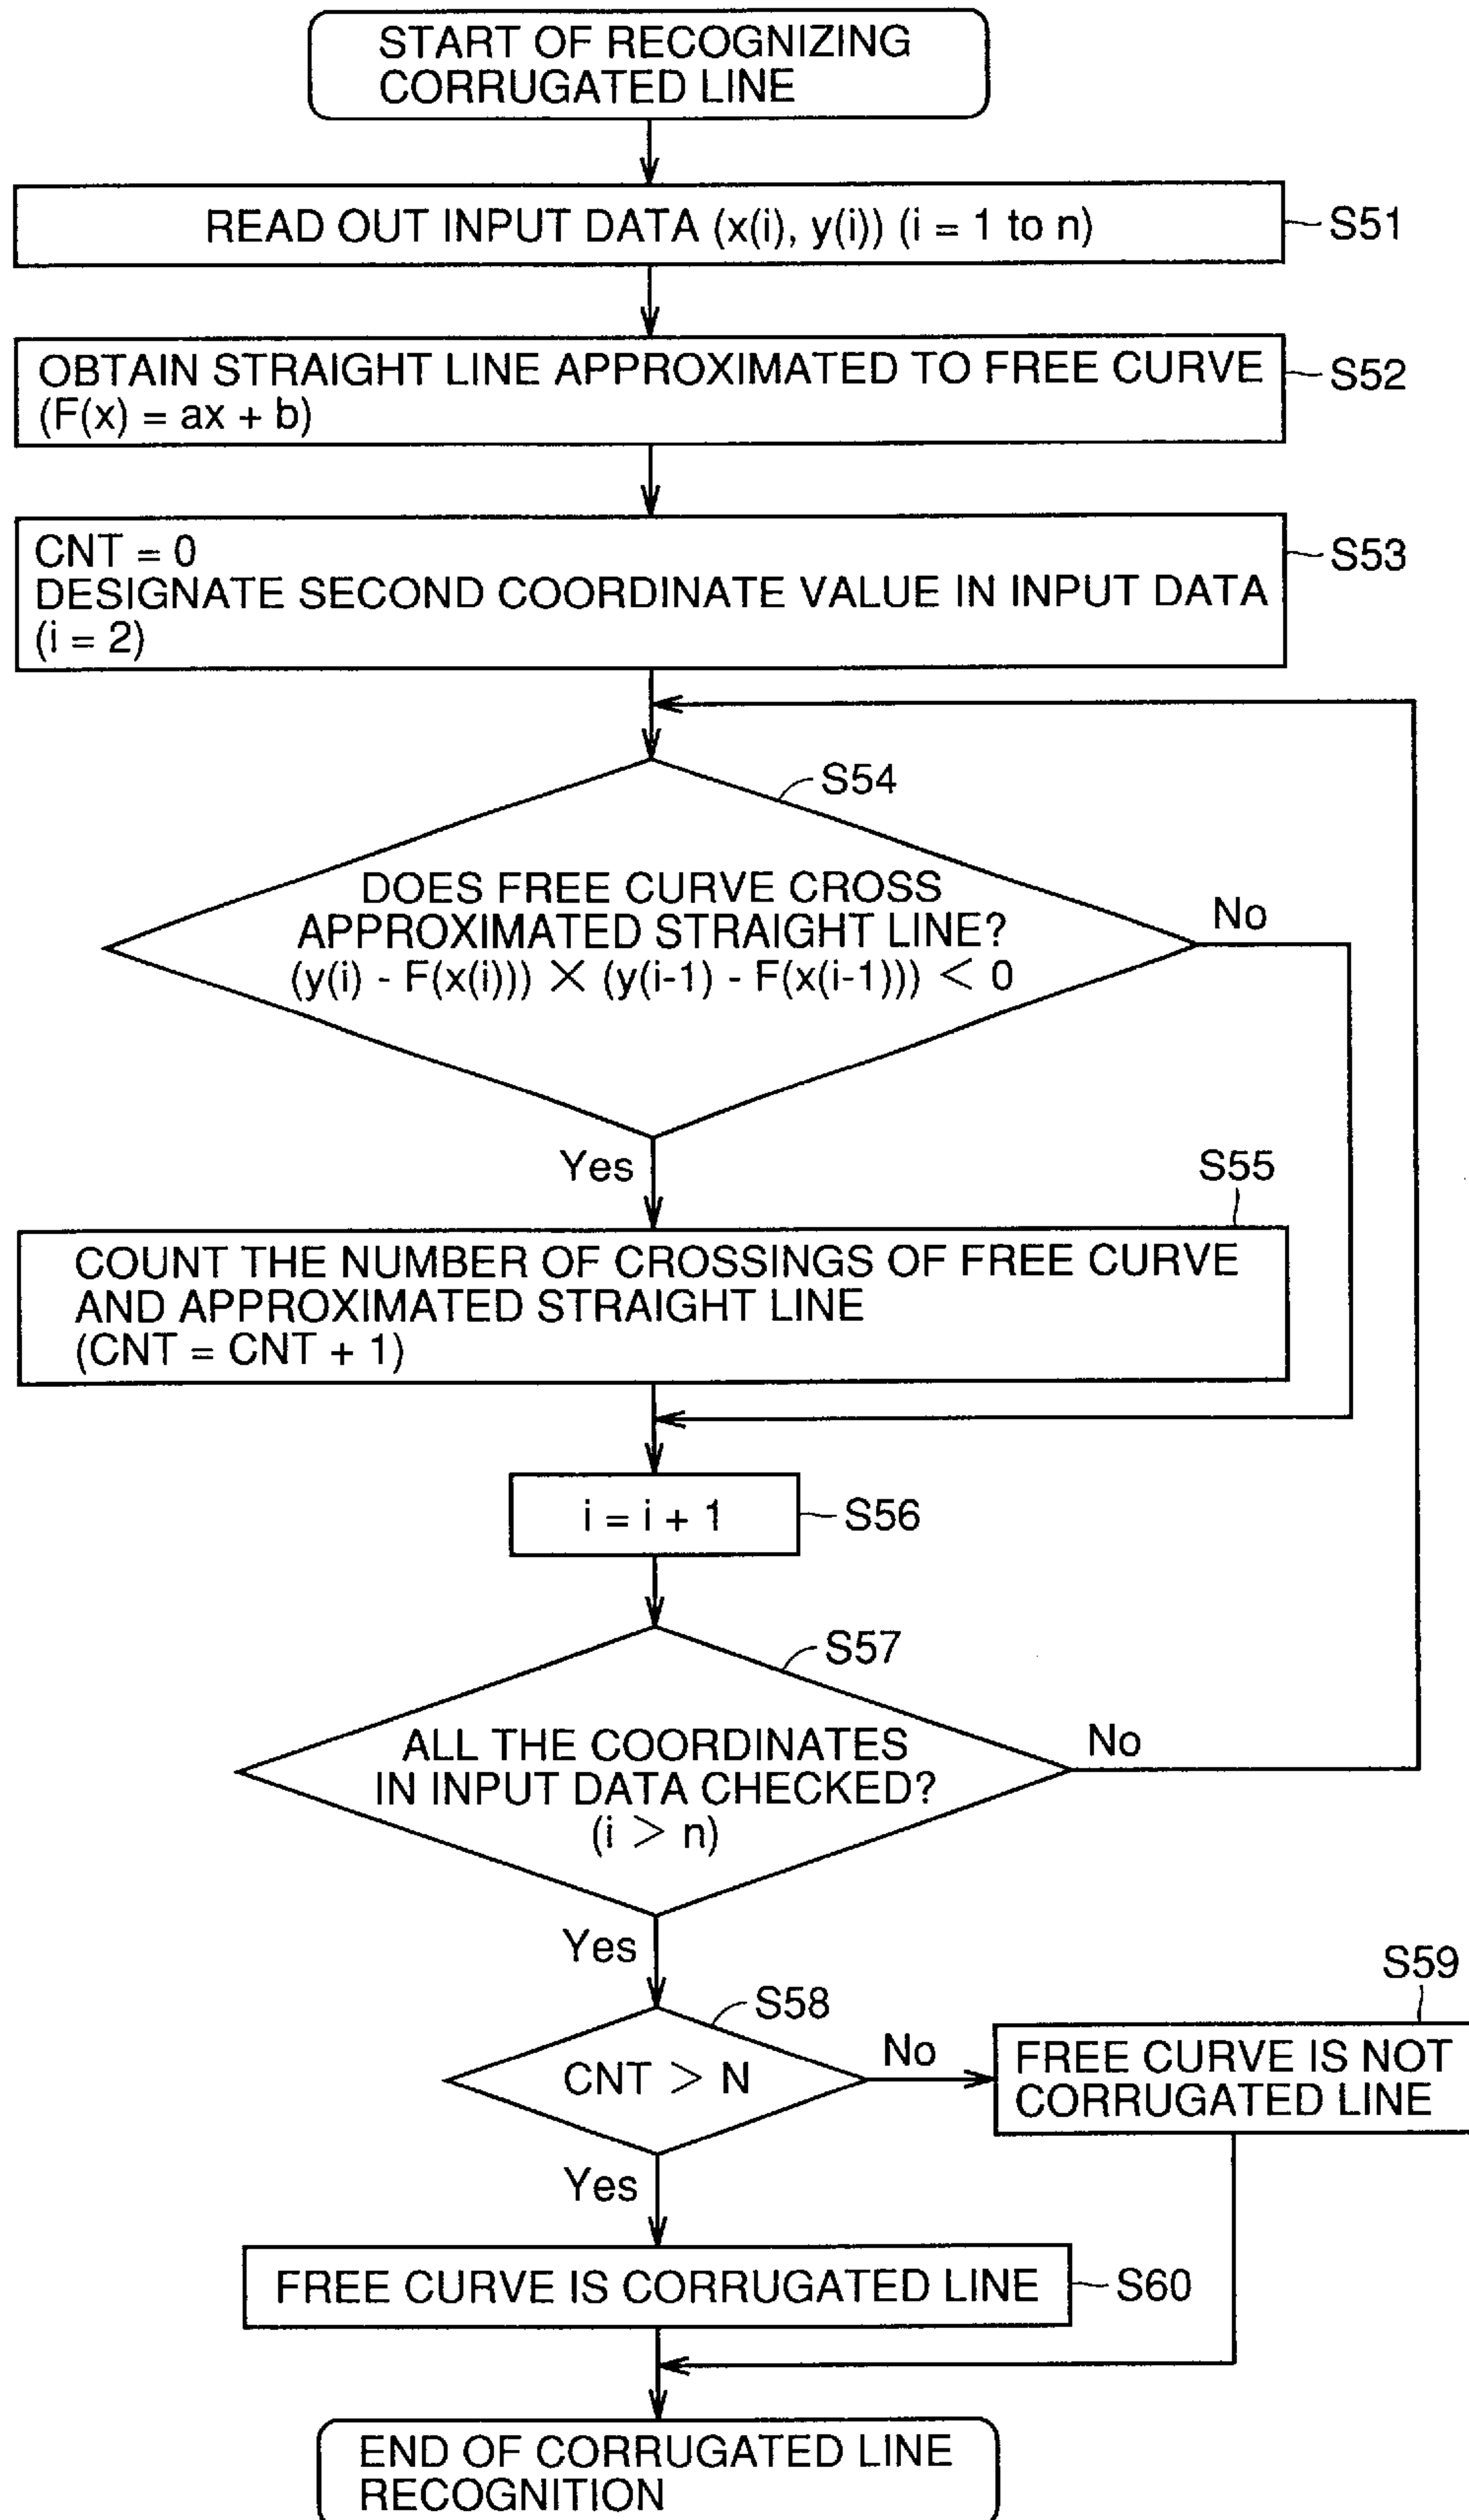 START OF RECOGNIZING
CORRUGATED LINE
READ OUT INPUT DATA (x(i), y(i)) (i = 1 to n)
S51
OBTAIN STRAIGHT LINE APPROXIMATED TO FREE CURVE
(F(x) = ax + b)
S52
CNT = 0
DESIGNATE SECOND COORDINATE VALUE IN INPUT DATA
(i = 2)
S53
S54
DOES FREE CURVE CROSS
APPROXIMATED STRAIGHT LINE?
(y(i) - F(x(i))) × (y(i-1) - F(x(i-1))) < 0
No
Yes
S55
COUNT THE NUMBER OF CROSSINGS OF FREE CURVE
AND APPROXIMATED STRAIGHT LINE
(CNT = CNT + 1)
i = i + 1
S56
S57
ALL THE COORDINATES
IN INPUT DATA CHECKED?
(i > n)
No
Yes
S58
CNT > N
No
S59
FREE CURVE IS NOT
CORRUGATED LINE
Yes
FREE CURVE IS CORRUGATED LINE
S60
END OF CORRUGATED LINE
RECOGNITION